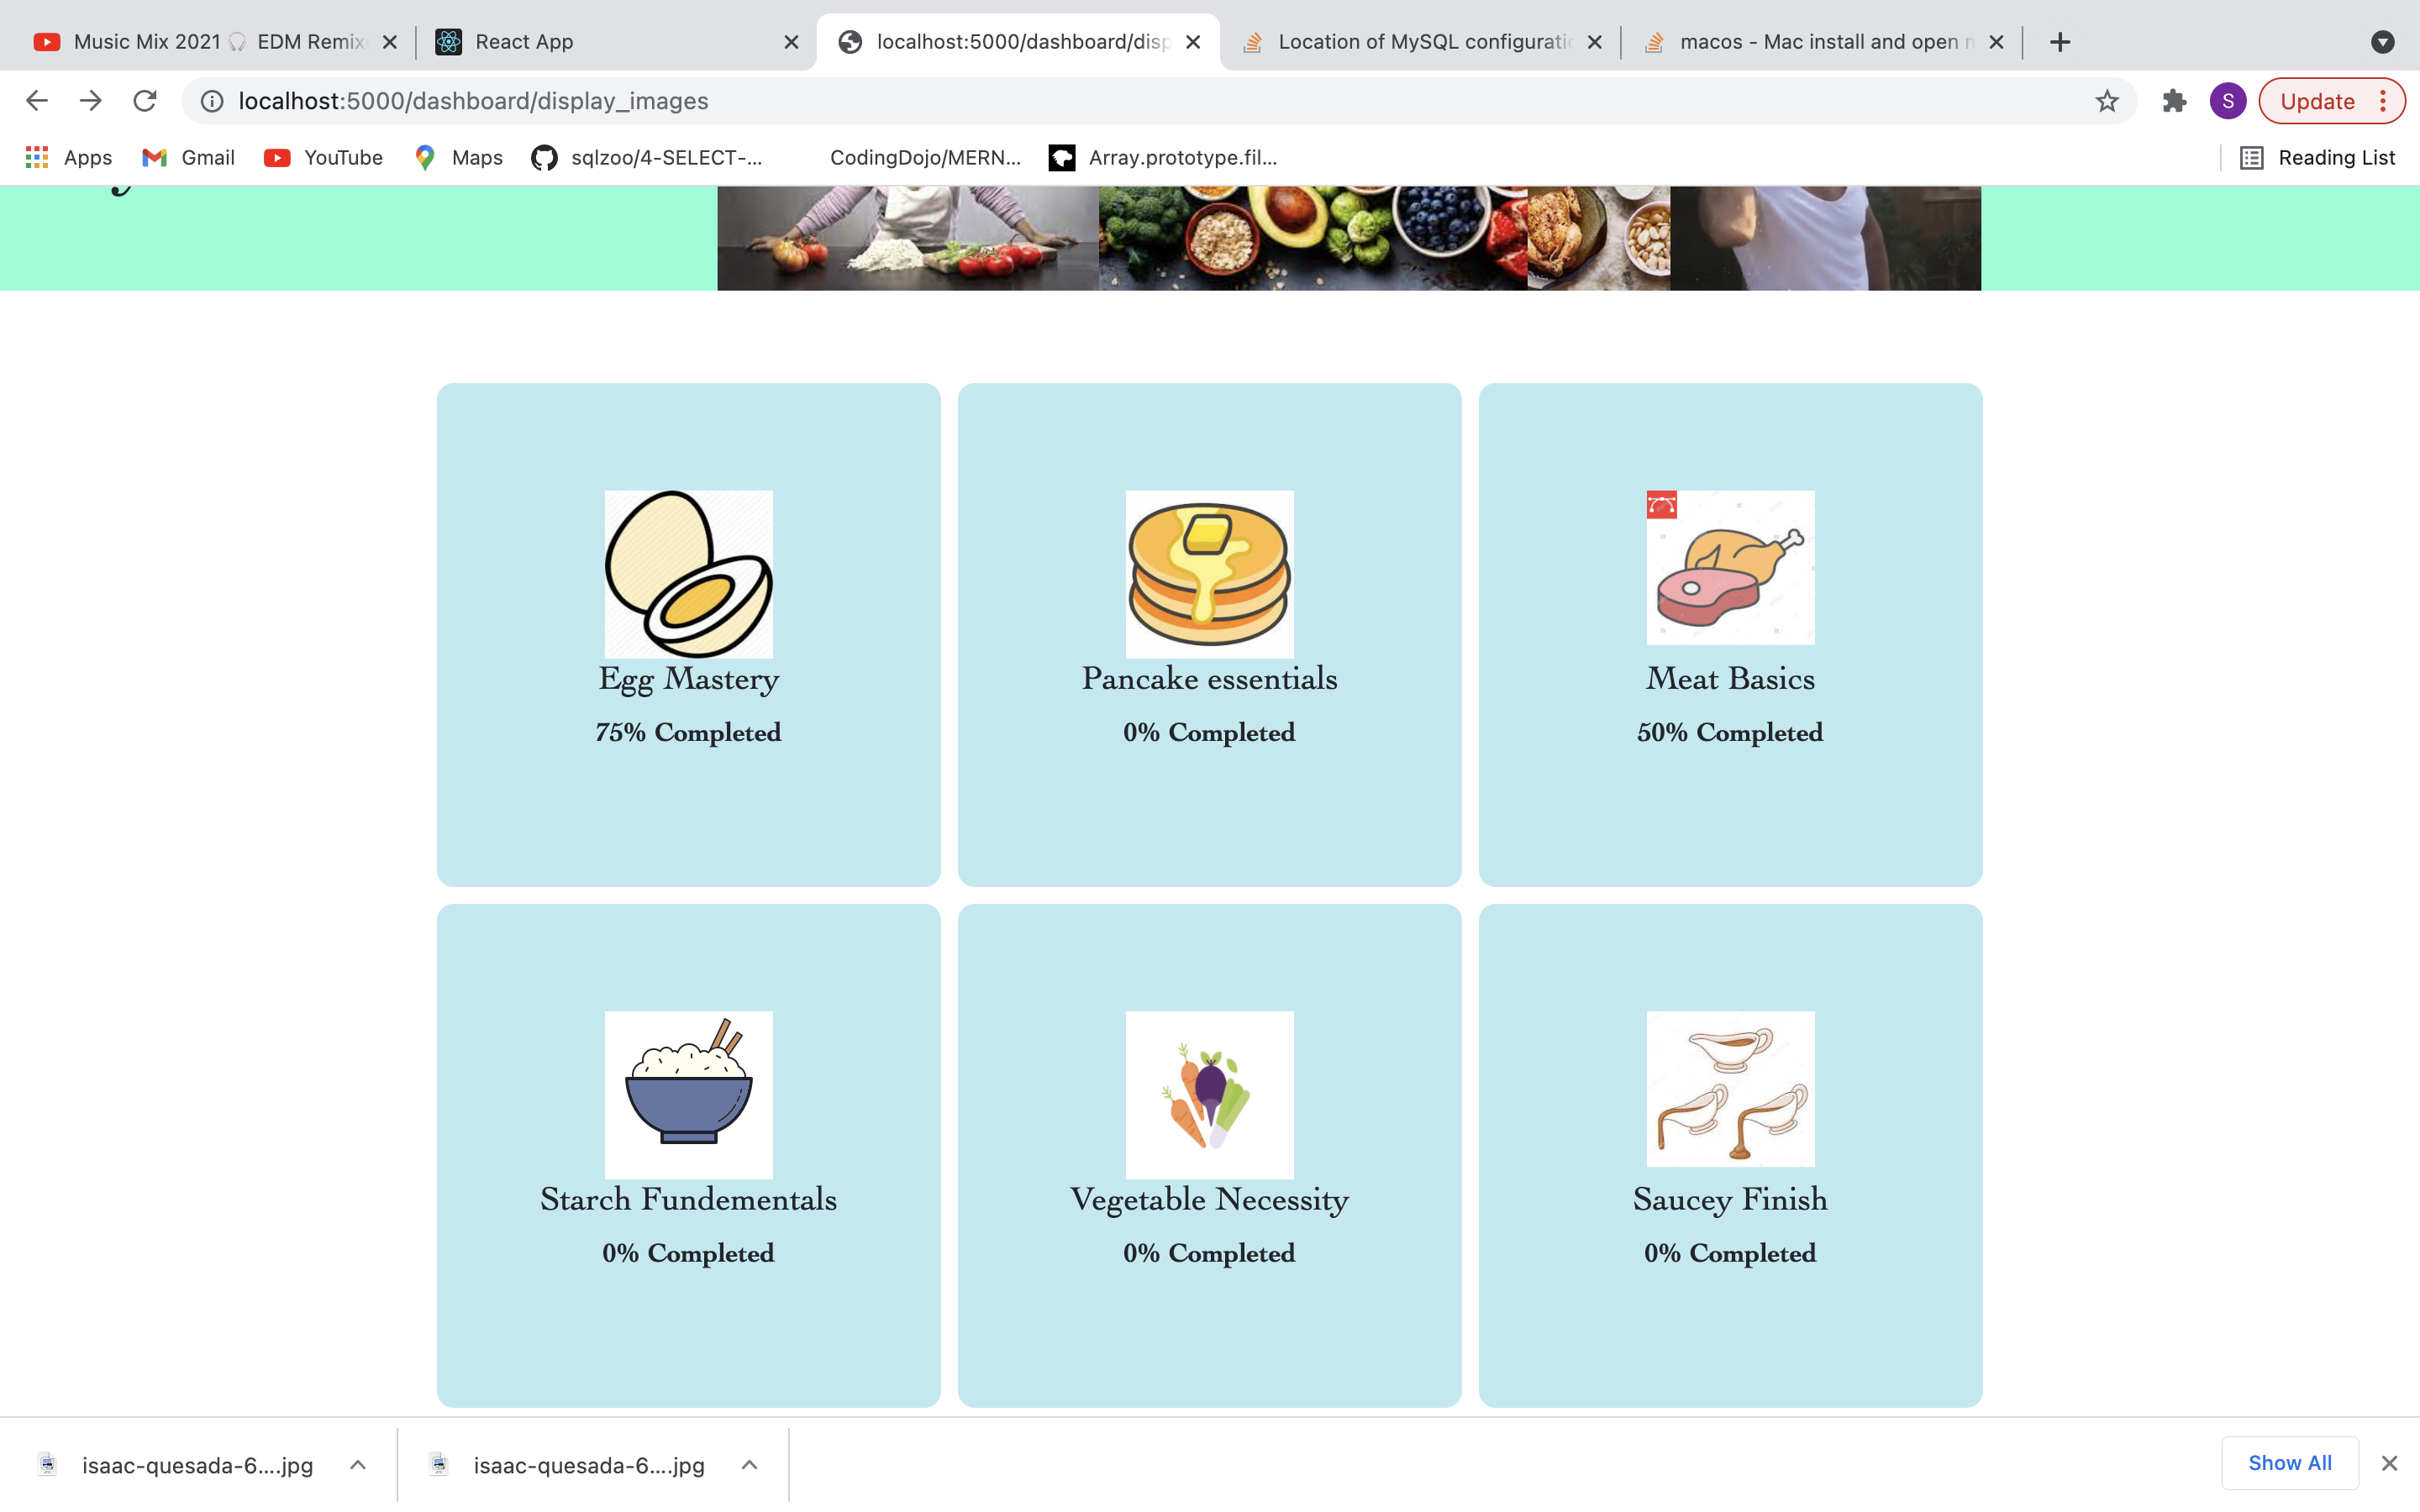 Music Mix 2021 🎧 EDM Remix
React App
localhost:5000/dashboard/disp
Location of MySQL configuratio
macos - Mac install and open m
localhost:5000/dashboard/display_images
S
Update
Apps
Gmail
YouTube
Maps
sqlzoo/4-SELECT-...
CodingDojo/MERN...
Array.prototype.fil...
Reading List
Egg Mastery
75% Completed
Pancake essentials
0% Completed
Meat Basics
50% Completed
Starch Fundementals
0% Completed
Vegetable Necessity
0% Completed
Saucey Finish
0% Completed
isaac-quesada-6....jpg
isaac-quesada-6....jpg
Show All